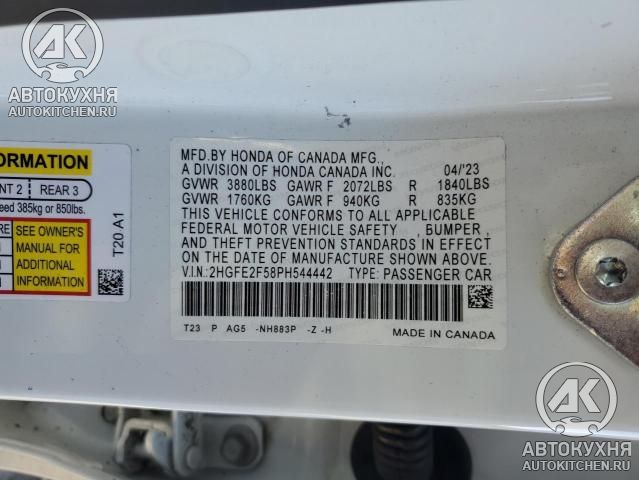 АК
АВТОКУХНЯ
AUTOKITCHEN.RU
ORMATION
NT 2 REAR 3
eed 385kg or 850lbs.
RE SEE OWNER'S
MANUAL FOR
ADDITIONAL
INFORMATION
T20 A1
MFD.BY HONDA OF CANADA MFG.,
A DIVISION OF HONDA CANADA INC. 04/'23
GVWR 3880LBS GAWR F 2072LBS R 1840LBS
GVWR 1760KG GAWR F 940KG R 835KG
THIS VEHICLE CONFORMS TO ALL APPLICABLE
FEDERAL MOTOR VEHICLE SAFETY , BUMPER ,
AND THEFT PREVENTION STANDARDS IN EFFECT
ON THE DATE OF MANUFACTURE SHOWN ABOVE.
V.I.N:2HGFE2F58PH544442 TYPE: PASSENGER CAR
T23 P AG5 -NH883P -Z -H MADE IN CANADA
АК
АВТОКУХНЯ
AUTOKITCHEN.RU